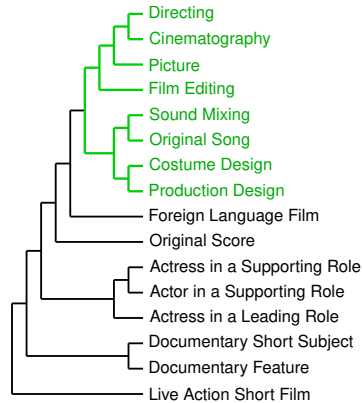 Directing
Cinematography
Picture
Film Editing
Sound Mixing
Original Song
Costume Design
Production Design
Foreign Language Film
Original Score
Actress in a Supporting Role
Actor in a Supporting Role
Actress in a Leading Role
Documentary Short Subject
Documentary Feature
Live Action Short Film